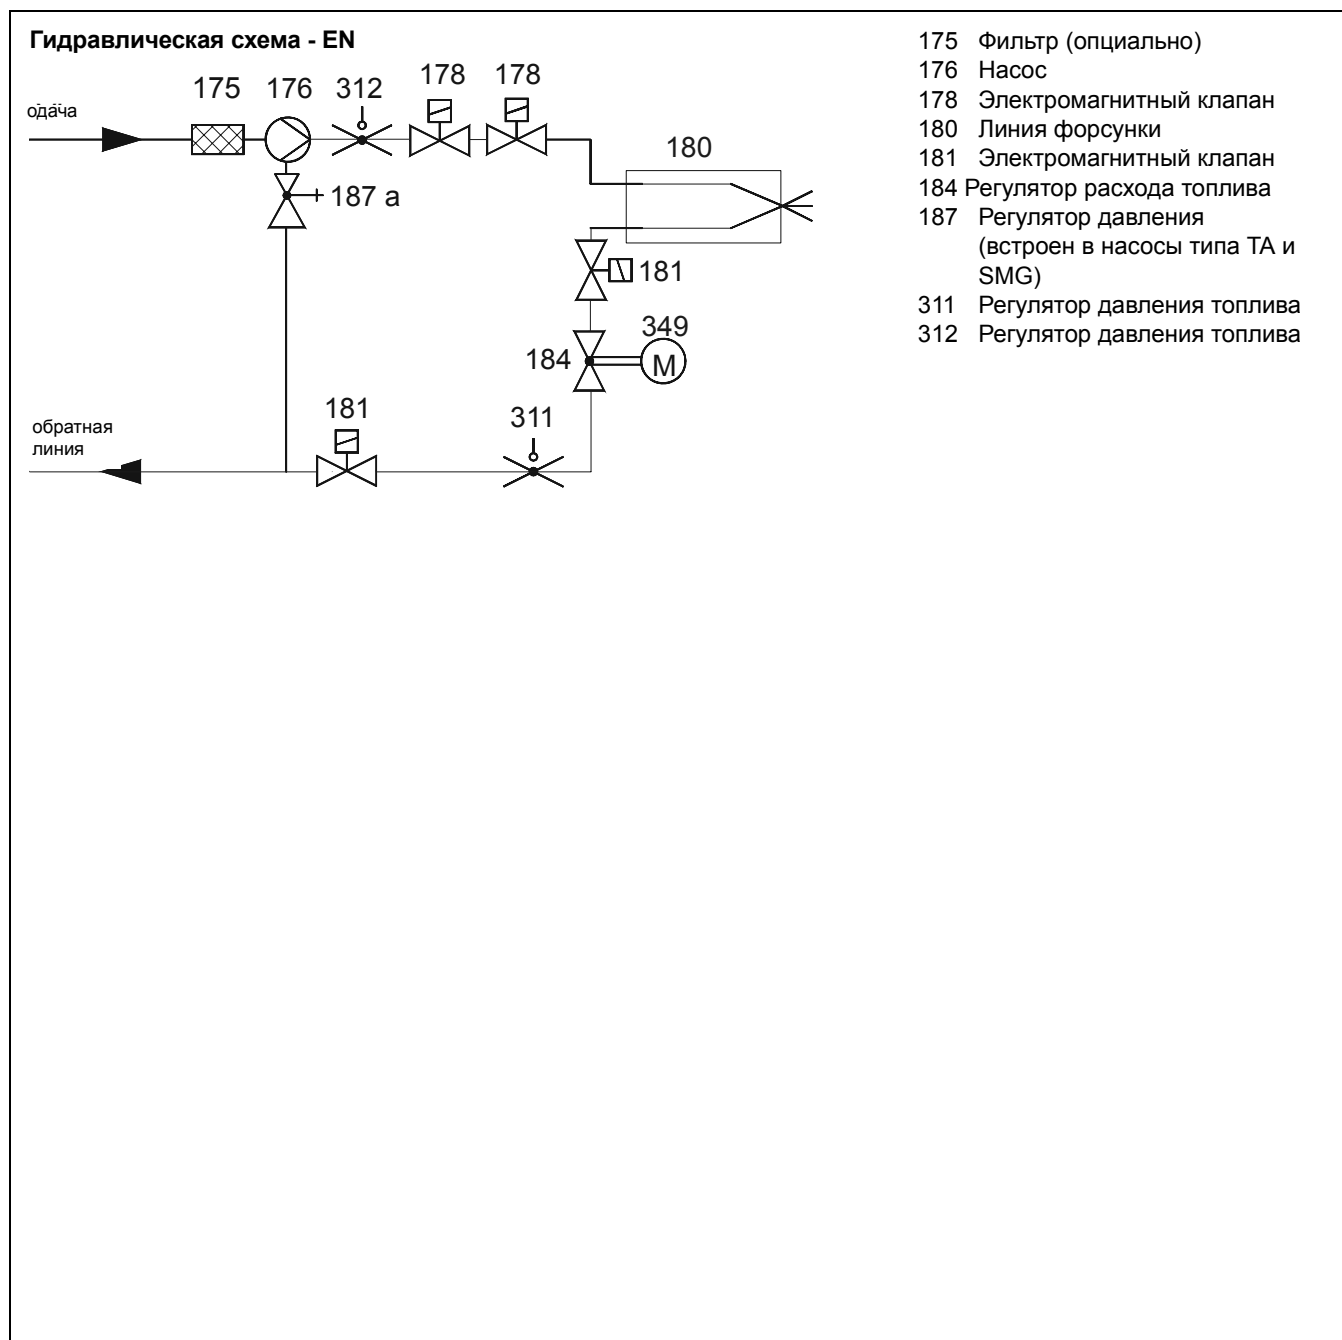 Гидравлическая схема - EN
175 176 312 178 178
одача
187 a
180
181
349
184
M
181
311
обратная
линия
175 Фильтр (опциально)
176 Насос
178 Электромагнитный клапан
180 Линия форсунки
181 Электромагнитный клапан
184 Регулятор расхода топлива
187 Регулятор давления
(встроен в насосы типа TA и
SMG)
311 Регулятор давления топлива
312 Регулятор давления топлива